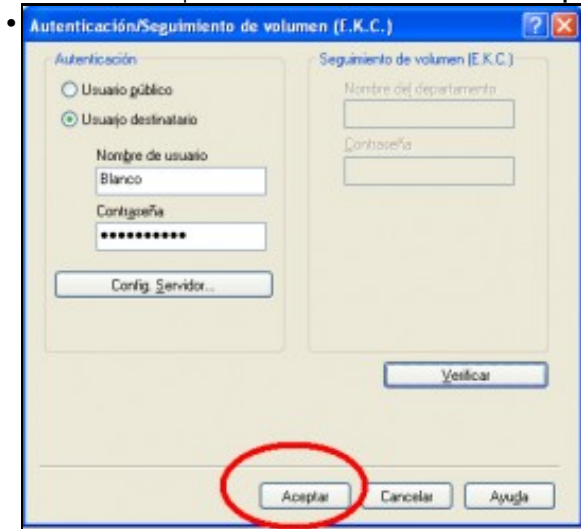 Autenticación/Seguimiento de volumen (E.K.C.)
Autenticación
Usuario público
Usuario destinatario
Nombre de usuario
Blanco
Contraseña
••••••••••
Config. Servidor...
Seguimiento de volumen (E.K.C.)
Nombre del departamento
Contraseña
Verificar
Aceptar
Cancelar
Ayuda